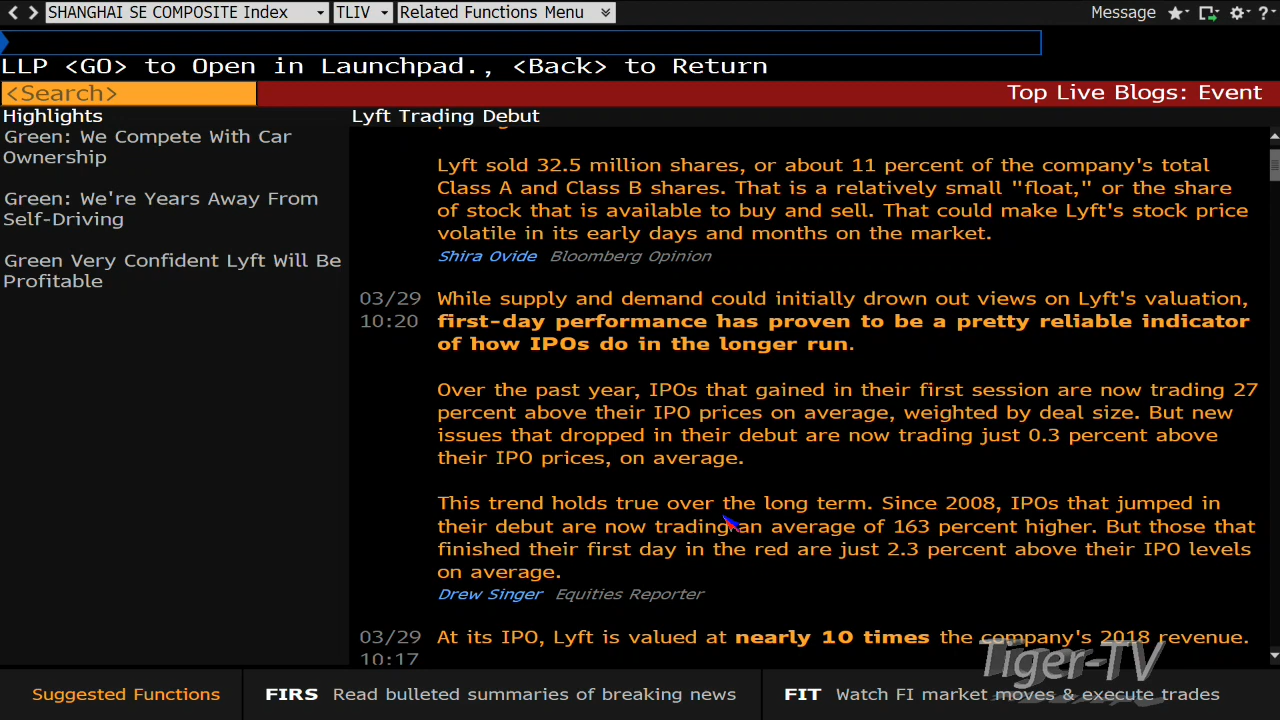 SHANGHAI SE COMPOSITE Index TLIV Related Functions Menu Message
LLP <GO> to Open in Launchpad., <Back> to Return
<Search> Top Live Blogs: Event
Highlights
Green: We Compete With Car
Ownership
Green: We're Years Away From
Self-Driving
Green Very Confident Lyft Will Be
Profitable
Lyft Trading Debut
Lyft sold 32.5 million shares, or about 11 percent of the company's total
Class A and Class B shares. That is a relatively small "float," or the share
of stock that is available to buy and sell. That could make Lyft's stock price
volatile in its early days and months on the market.
Shira Ovide Bloomberg Opinion
03/29 While supply and demand could initially drown out views on Lyft's valuation,
10:20 first-day performance has proven to be a pretty reliable indicator
of how IPOs do in the longer run.
Over the past year, IPOs that gained in their first session are now trading 27
percent above their IPO prices on average, weighted by deal size. But new
issues that dropped in their debut are now trading just 0.3 percent above
their IPO prices, on average.
This trend holds true over the long term. Since 2008, IPOs that jumped in
their debut are now trading an average of 163 percent higher. But those that
finished their first day in the red are just 2.3 percent above their IPO levels
on average.
Drew Singer Equities Reporter
03/29 At its IPO, Lyft is valued at nearly 10 times the company's 2018 revenue.
10:17
Tiger-TV
Suggested Functions FIRS Read bulleted summaries of breaking news FIT Watch FI market moves & execute trades